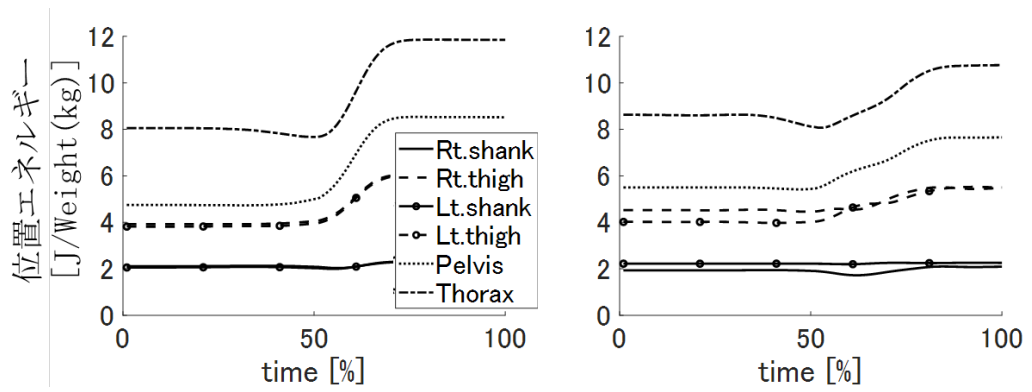 位置エネルギー
[J/Weight(kg)]
12
10
8
6
4
2
0
0
50
100
time [%]
Rt.shank
Rt.thigh
Lt.shank
Lt.thigh
Pelvis
Thorax
12
10
8
6
4
2
0
0
50
100
time [%]